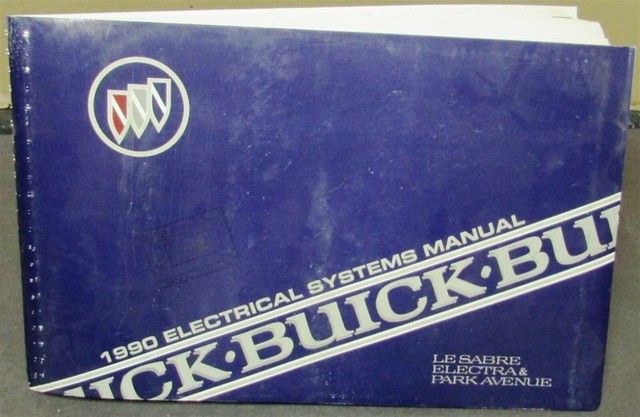 1990 ELECTRICAL SYSTEMS MANUAL
UICK·BUICK·BUI
LE SABRE
ELECTRA &
PARK AVENUE